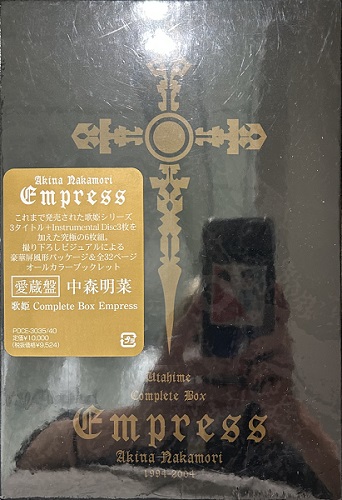 Akina Nakamori
Empress
これまで発売された歌姫シリーズ
3タイトル+Instrumental Disc3枚を
加えた究極の6枚組。
撮り下ろしビジュアルによる
豪華屏風形パッケージ&全32ページ
オールカラーブックレット
愛蔵盤 中森明菜
歌姫 Complete Box Empress
POCE-3035/40
定価¥10,000
(税抜価格¥9,524)
Utahime
Complete Box
Empress
Akina Nakamori
1994-2004